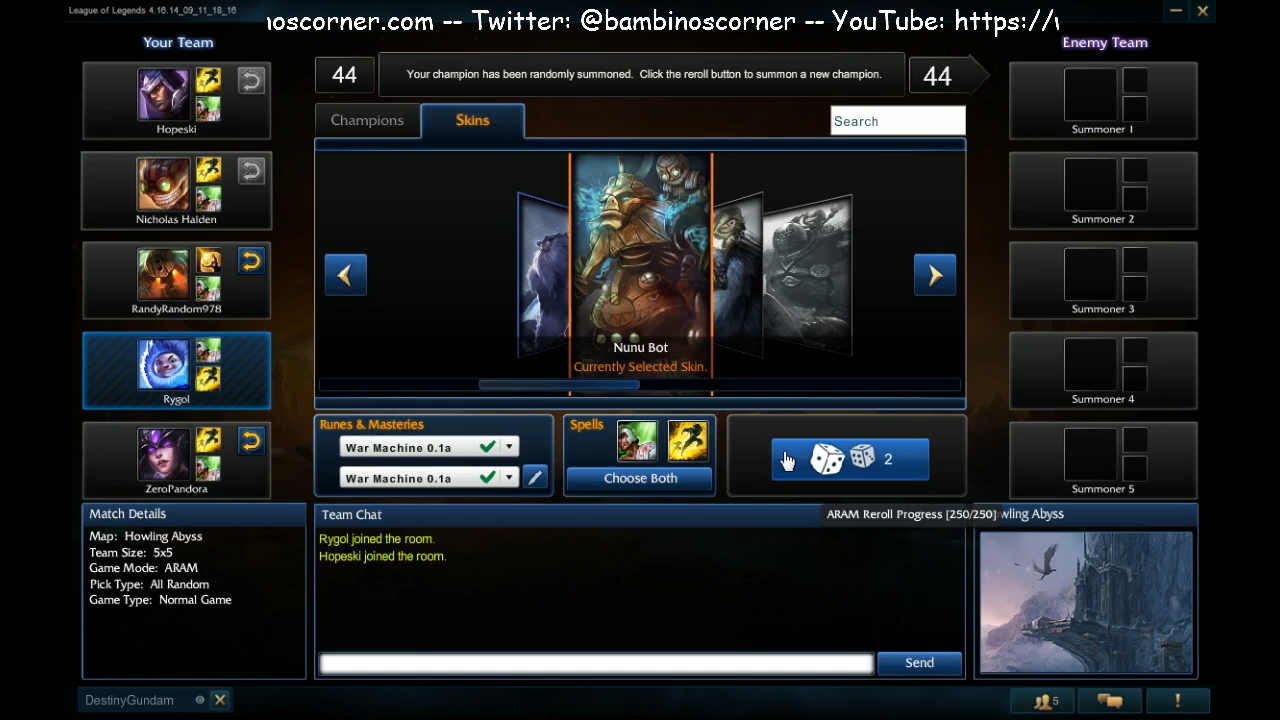 League of Legends 4.16.14_09_11_18_16
noscorner.com -- Twitter: @bambinoscorner -- YouTube: https://
Your Team
Enemy Team
44
Your champion has been randomly summoned. Click the reroll button to summon a new champion.
44
Champions
Skins
Search
Hopeski
Nicholas Halden
RandyRandom978
Rygol
ZeroPandora
Summoner 1
Summoner 2
Summoner 3
Summoner 4
Summoner 5
Nunu Bot
Currently Selected Skin.
Runes & Masteries
War Machine 0.1a
War Machine 0.1a
Spells
Choose Both
2
ARAM Reroll Progress [250/250]
Match Details
Map: Howling Abyss
Team Size: 5x5
Game Mode: ARAM
Pick Type: All Random
Game Type: Normal Game
Team Chat
Rygol joined the room.
Hopeski joined the room.
Send
wling Abyss
DestinyGundam
5